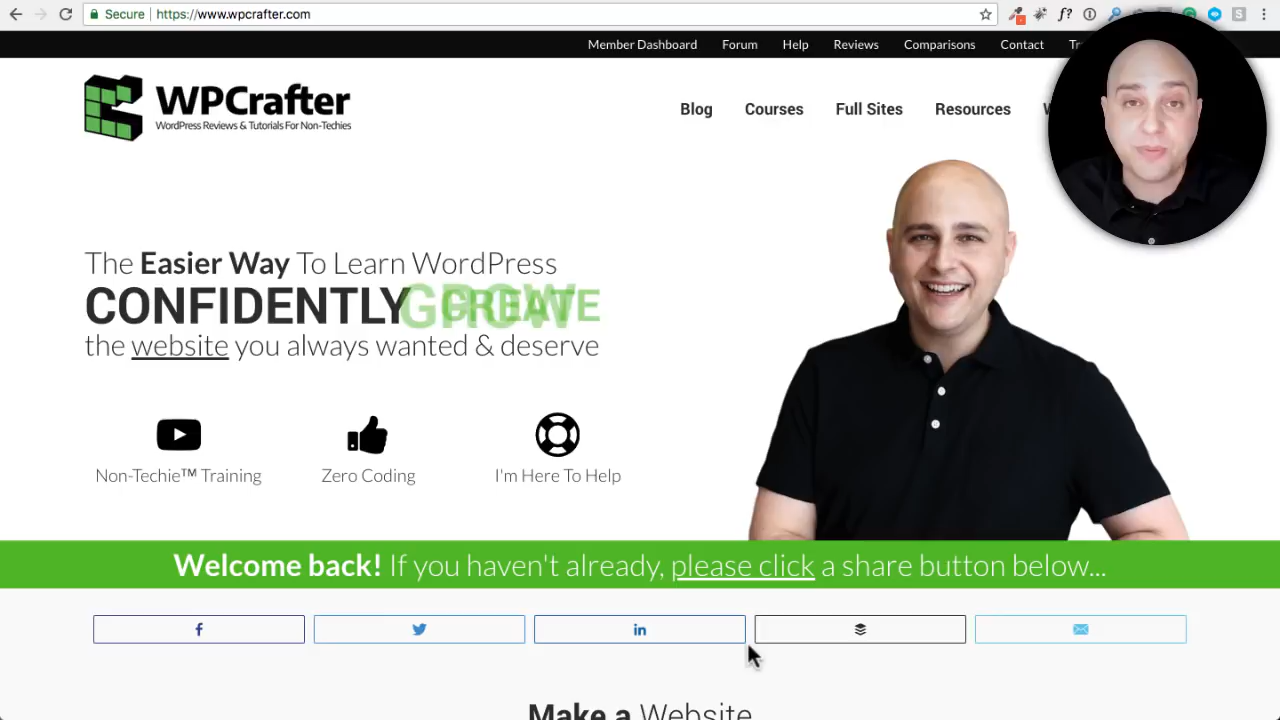 Secure https://www.wpcrafter.com
Member Dashboard Forum Help Reviews Comparisons Contact
WPCrafter
WordPress Reviews & Tutorials For Non-Techies
Blog Courses Full Sites Resources
The Easier Way To Learn WordPress
CONFIDENTLY GROW CREATE
the website you always wanted & deserve
Non-Techie™ Training Zero Coding I'm Here To Help
Welcome back! If you haven't already, please click a share button below...
Make a Website